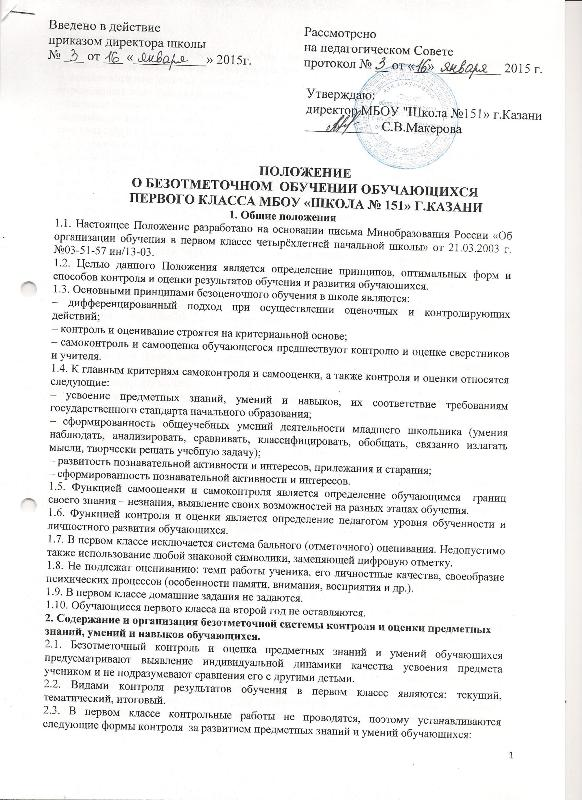 Введено в действие
приказом директора школы
№ 3 от 16 « января » 2015г.
Рассмотрено
на педагогическом Совете
протокол № 3 от «16» января 2015 г.
Утверждаю:
директор МБОУ "Школа №151» г.Казани
С.В.Макерова
ПОЛОЖЕНИЕ
О БЕЗОТМЕТОЧНОМ ОБУЧЕНИИ ОБУЧАЮЩИХСЯ
ПЕРВОГО КЛАССА МБОУ «ШКОЛА № 151» Г.КАЗАНИ
1. Общие положения
1.1. Настоящее Положение разработано на основании письма Минобразования России «Об
организации обучения в первом классе четырёхлетней начальной школы» от 21.03.2003 г.
№03-51-57 ин/13-03.
1.2. Целью данного Положения является определение принципов, оптимальных форм и
способов контроля и оценки результатов обучения и развития обучающихся.
1.3. Основными принципами безоценочного обучения в школе являются:
– дифференцированный подход при осуществлении оценочных и контролирующих
действий;
– контроль и оценивание строятся на критериальной основе;
– самоконтроль и самооценка обучающегося предшествуют контролю и оценке сверстников
и учителя.
1.4. К главным критериям самоконтроля и самооценки, а также контроля и оценки относятся
следующие:
– усвоение предметных знаний, умений и навыков, их соответствие требованиям
государственного стандарта начального образования;
– сформированность общеучебных умений деятельности младшего школьника (умения
наблюдать, анализировать, сравнивать, классифицировать, обобщать, связанно излагать
мысли, творчески решать учебную задачу);
– развитость познавательной активности и интересов, прилежания и старания;
– сформированность познавательной активности и интересов.
1.5. Функцией самооценки и самоконтроля является определение обучающимся границ
своего знания – незнания, выявление своих возможностей на разных этапах обучения.
1.6. Функцией контроля и оценки является определение педагогом уровня обученности и
личностного развития обучающихся.
1.7. В первом классе исключается система бального (отметочного) оценивания. Недопустимо
также использование любой знаковой символики, заменяющей цифровую отметку.
1.8. Не подлежат оцениванию: темп работы ученика, его личностные качества, своеобразие
психических процессов (особенности памяти, внимания, восприятия и др.).
1.9. В первом классе домашние задания не задаются.
1.10. Обучающиеся первого класса на второй год не оставляются.
2. Содержание и организация безотметочной системы контроля и оценки предметных
знаний, умений и навыков обучающихся.
2.1. Безотметочный контроль и оценка предметных знаний и умений обучающихся
предусматривают выявление индивидуальной динамики качества усвоения предмета
учеником и не подразумевают сравнения его с другими детьми.
2.2. Видами контроля результатов обучения в первом классе являются: текущий,
тематический, итоговый.
2.3. В первом классе контрольные работы не проводятся, поэтому устанавливаются
следующие формы контроля за развитием предметных знаний и умений обучающихся:
1